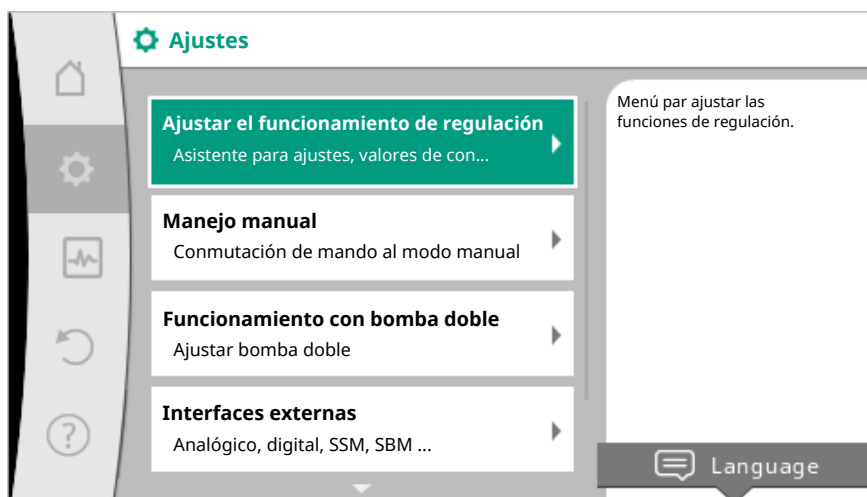 Ajustes
Ajustar el funcionamiento de regulación
Asistente para ajustes, valores de con...
Manejo manual
Conmutación de mando al modo manual
Funcionamiento con bomba doble
Ajustar bomba doble
Interfaces externas
Analógico, digital, SSM, SBM ...
Menú par ajustar las
funciones de regulación.
?
Language